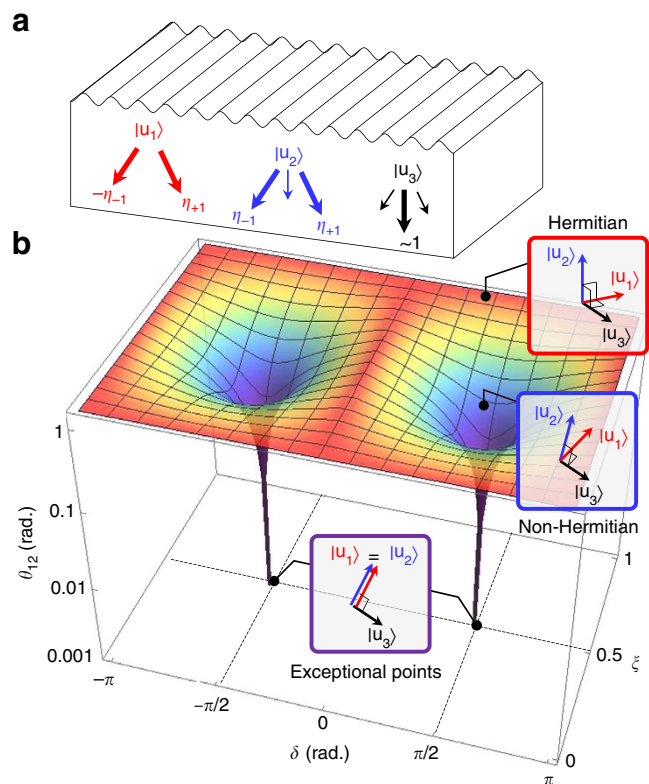 a
|u₁⟩
|u₂⟩
|u₃⟩
−η₋₁
η₊₁
η₋₁
η₊₁
~1
b
Hermitian
|u₂⟩
|u₁⟩
|u₃⟩
|u₂⟩
|u₁⟩
|u₃⟩
Non-Hermitian
1
0.1
0.01
0.001
θ₁₂ (rad.)
|u₁⟩ = |u₂⟩
|u₃⟩
Exceptional points
1
0.5
0
ξ
−π
−π/2
0
π/2
π
δ (rad.)